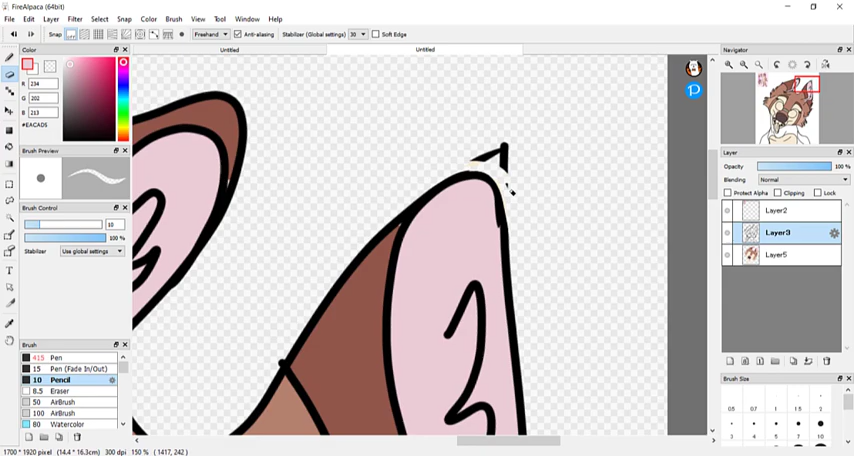 FireAlpaca (64bit)
File Edit Layer Filter Select Snap Color Brush View Tool Window Help
Snap Freehand Anti-aliasing Stabilizer (Global settings) 30 Soft Edge
Untitled Untitled
Color
R 234
G 202
B 213
#EACAD5
Brush Preview
Brush Control
10
100 %
Stabilizer Use global settings
Brush
415 Pen
15 Pen (Fade In/Out)
10 Pencil
8.5 Eraser
50 AirBrush
100 AirBrush
80 Watercolor
Navigator
Layer
Opacity 100 %
Blending Normal
Protect Alpha Clipping Lock
Layer2
Layer3
Layer5
Brush Size
0.5 0.7 1 1.5 2
3 4 5 7 10
1700 * 1920 pixel (14.4 * 16.3cm) 300 dpi 150 % ( 1417, 242 )